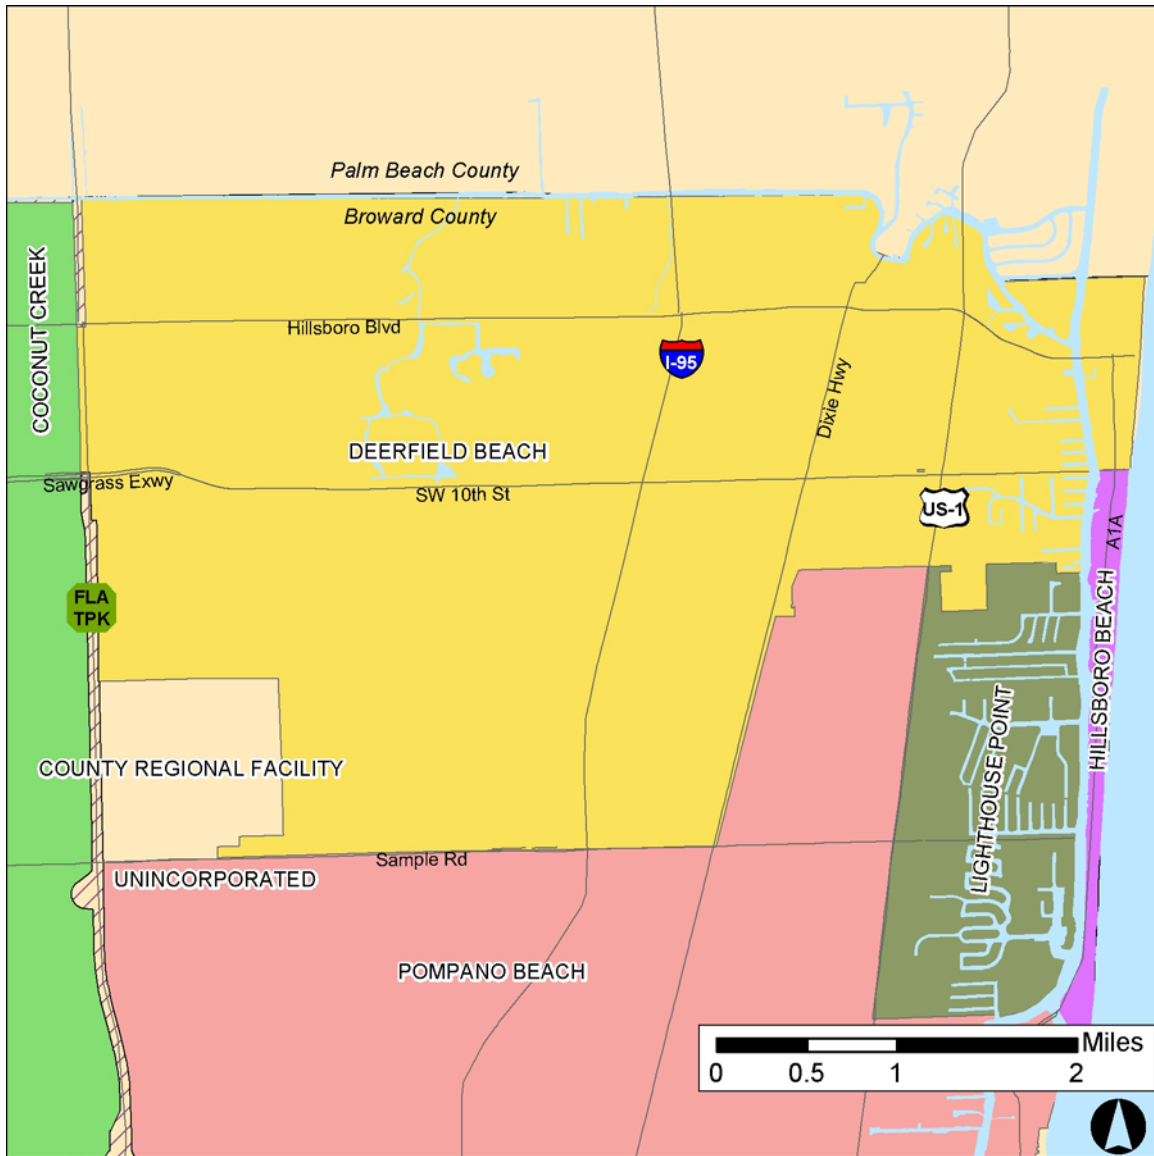 Palm Beach County
Broward County
COCONUT CREEK
Hillsboro Blvd
I-95
Dixie Hwy
DEERFIELD BEACH
Sawgrass Exwy
SW 10th St
US-1
A1A
FLA
TPK
HILLSBORO BEACH
LIGHTHOUSE POINT
COUNTY REGIONAL FACILITY
Sample Rd
UNINCORPORATED
POMPANO BEACH
Miles
0 0.5 1 2